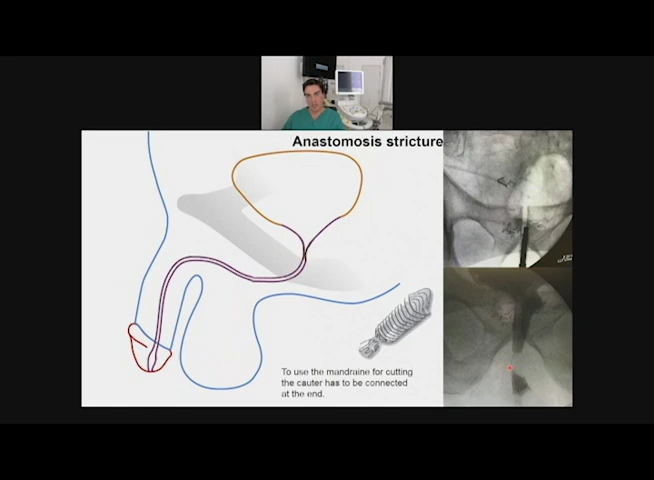 Anastomosis stricture
To use the mandraine for cutting
the cauter has to be connected
at the end.